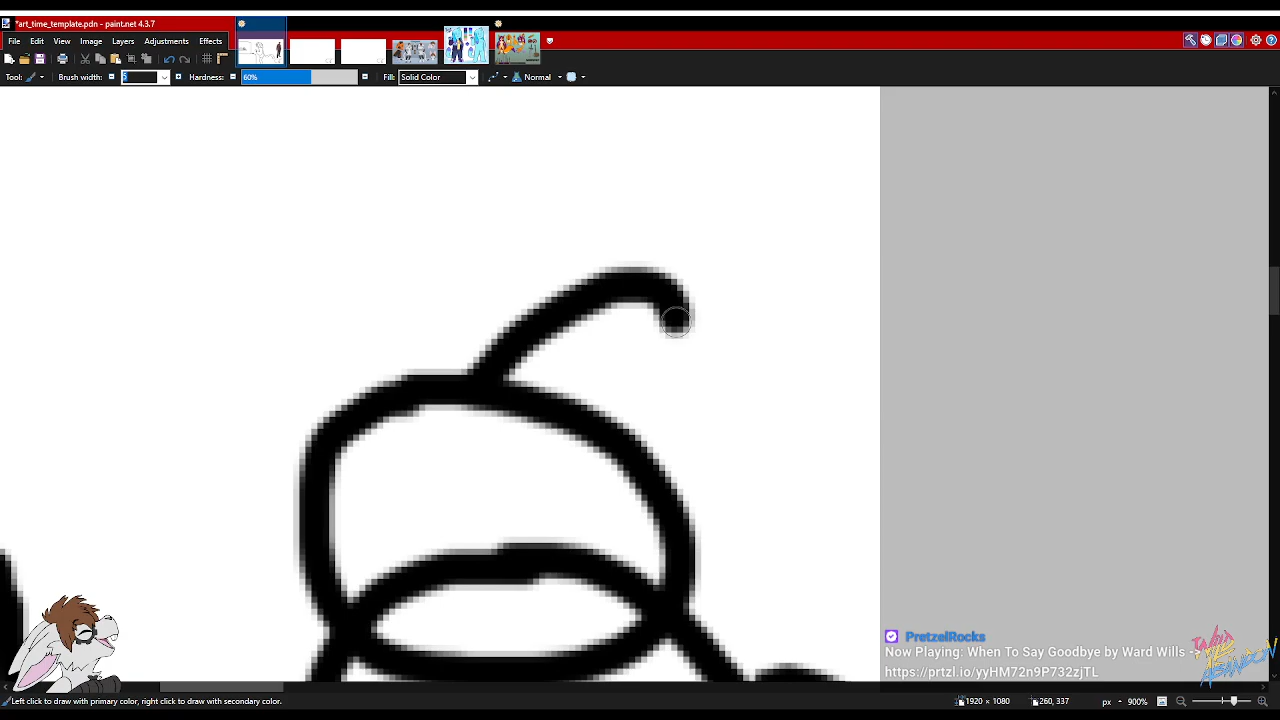 *art_time_template.pdn - paint.net 4.3.7
File Edit View Image Layers Adjustments Effects
Tool: Brush width: 5 Hardness: 60% Fill: Solid Color Normal
PretzelRocks
Now Playing: When To Say Goodbye by Ward Wills -
https://prtzl.io/yyHM72n9P732zjTL
Left click to draw with primary color, right click to draw with secondary color. 1920 × 1080 260, 337 px 900%